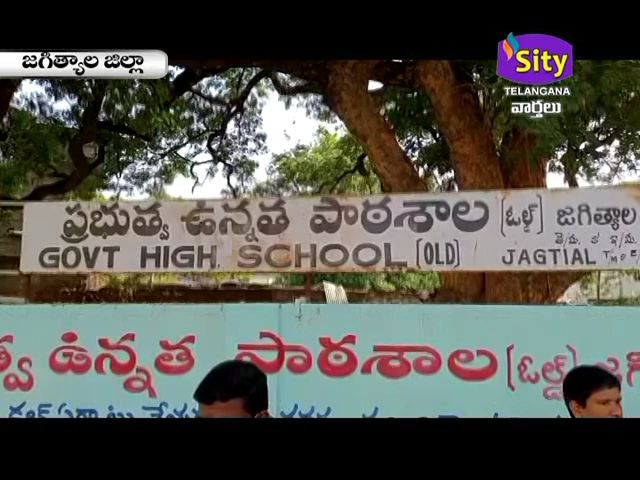 జగిత్యాల జిల్లా
Sity
TELANGANA
వార్తలు
ప్రభుత్వ ఉన్నత పాఠశాల [ఓల్డ్] జగిత్యాల
GOVT HIGH SCHOOL [OLD] JAGTIAL
ఉన్నత పాఠశాల [ఓల్డ్]